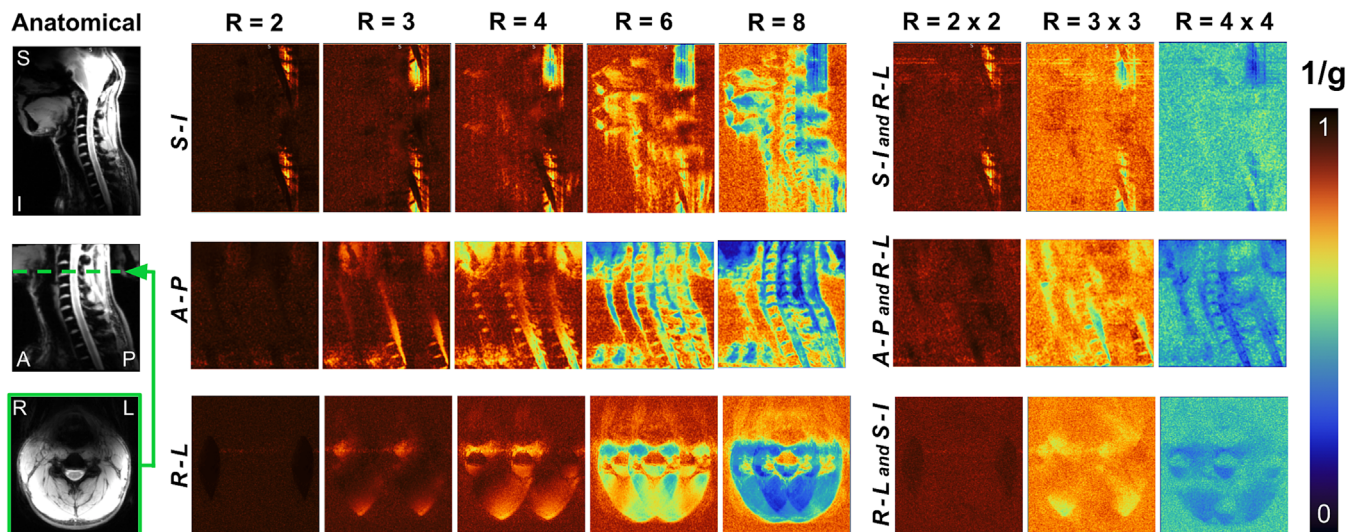 Anatomical R = 2 R = 3 R = 4 R = 6 R = 8 R = 2 x 2 R = 3 x 3 R = 4 x 4
S
I
S-I
S-I and R-L
1/g
1
0
A P
A-P
A-P and R-L
R L
R-L
R-L and S-I